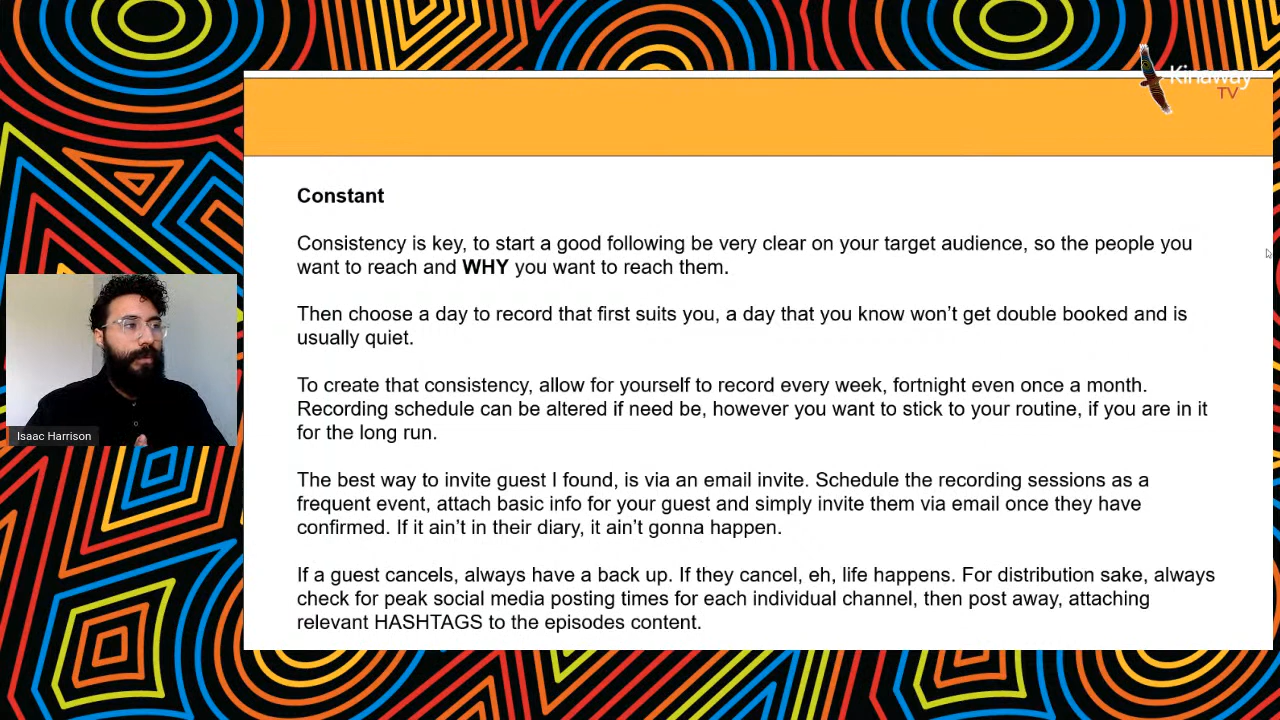 Kinaway
TV
Constant
Consistency is key, to start a good following be very clear on your target audience, so the people you
want to reach and WHY you want to reach them.
Then choose a day to record that first suits you, a day that you know won’t get double booked and is
usually quiet.
To create that consistency, allow for yourself to record every week, fortnight even once a month.
Recording schedule can be altered if need be, however you want to stick to your routine, if you are in it
for the long run.
The best way to invite guest I found, is via an email invite. Schedule the recording sessions as a
frequent event, attach basic info for your guest and simply invite them via email once they have
confirmed. If it ain’t in their diary, it ain’t gonna happen.
If a guest cancels, always have a back up. If they cancel, eh, life happens. For distribution sake, always
check for peak social media posting times for each individual channel, then post away, attaching
relevant HASHTAGS to the episodes content.
Isaac Harrison